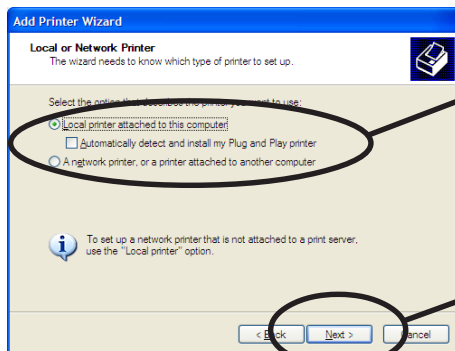 Add Printer Wizard
Local or Network Printer
The wizard needs to know which type of printer to set up.
Select the option that describes the printer you want to use:
Local printer attached to this computer
Automatically detect and install my Plug and Play printer
A network printer, or a printer attached to another computer
To set up a network printer that is not attached to a print server,
use the "Local printer" option.
< Back Next > Cancel